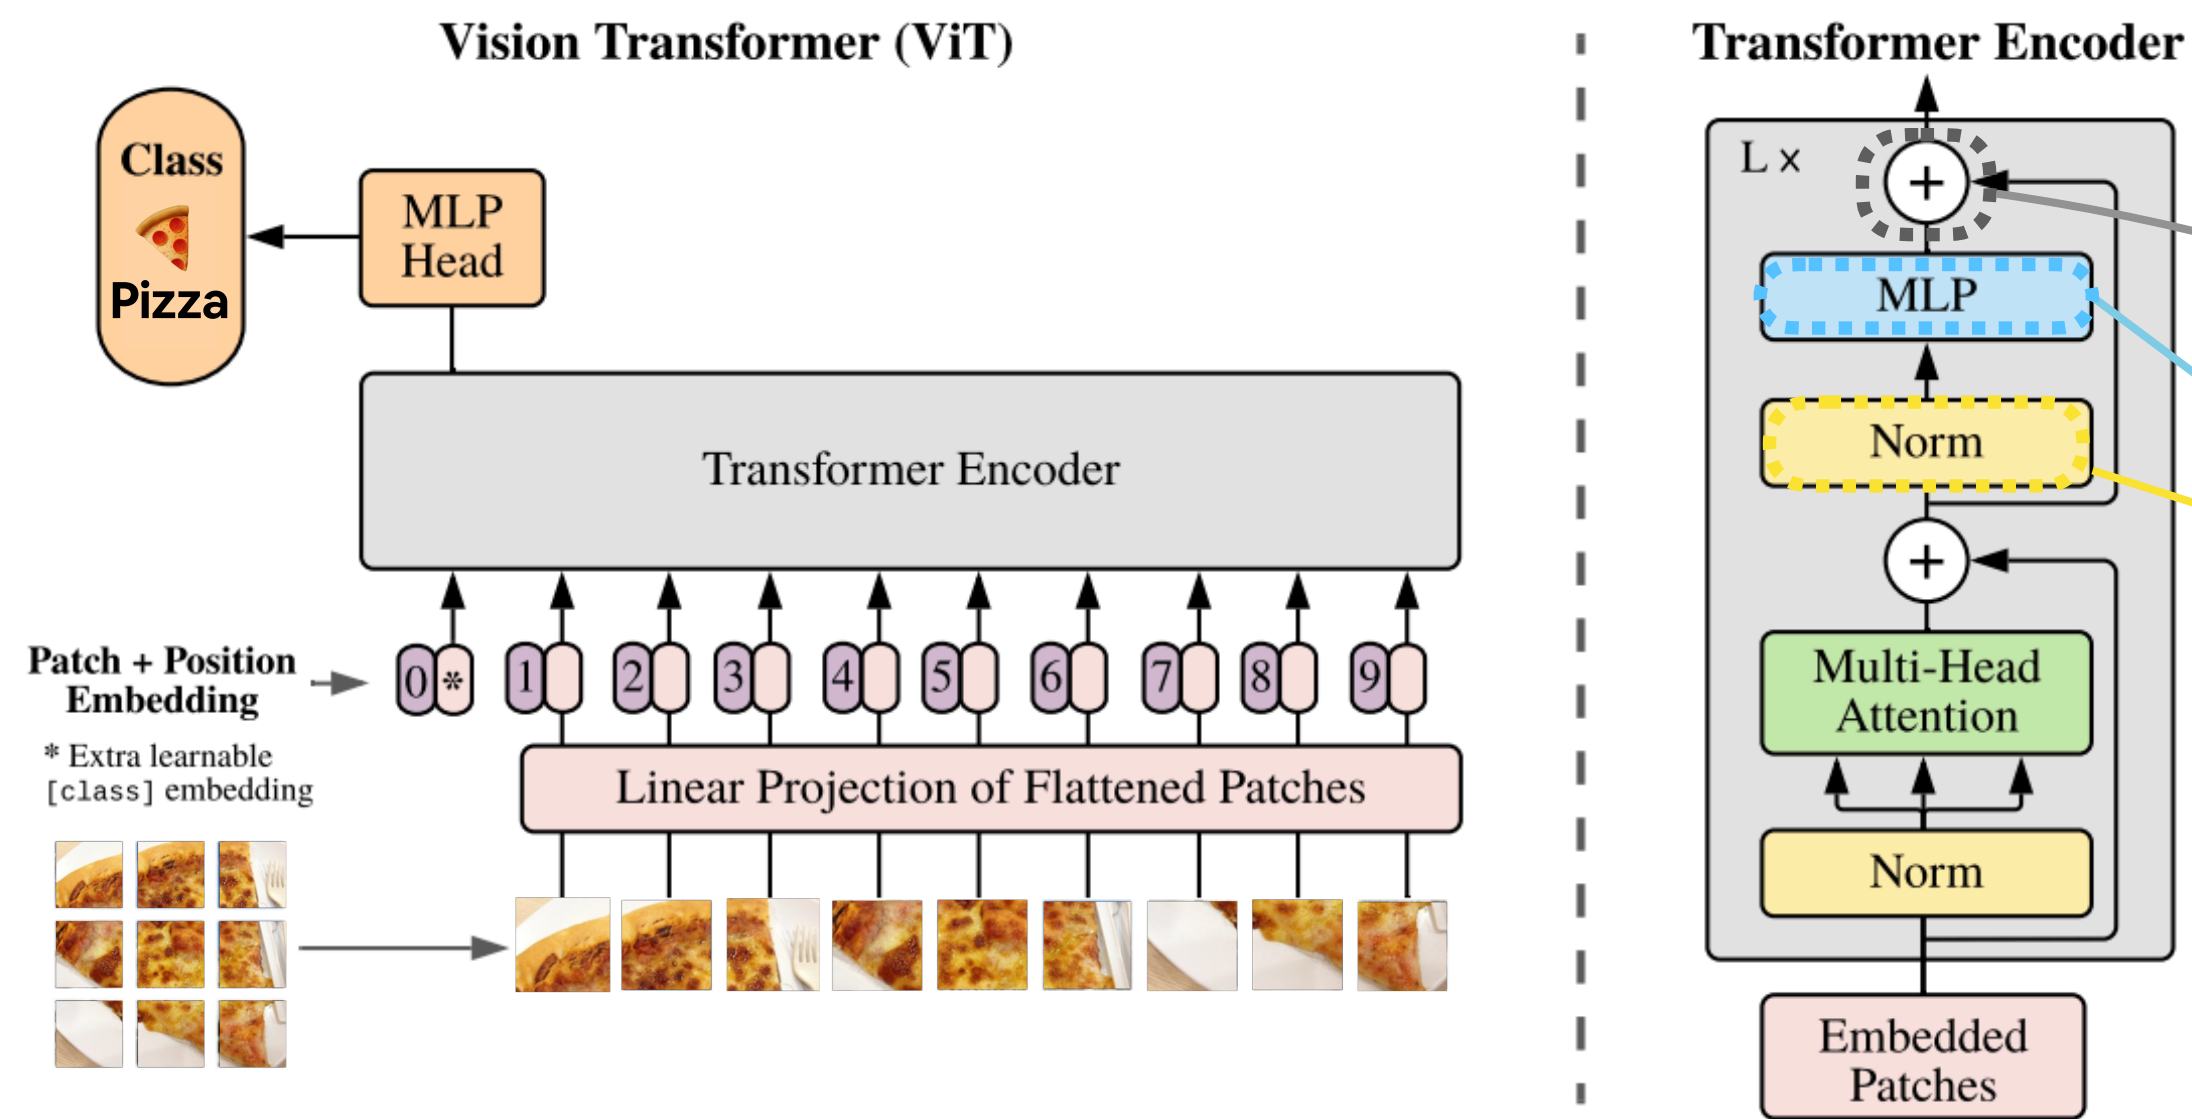 Vision Transformer (ViT)
Class
Pizza
MLP
Head
Transformer Encoder
Patch + Position
Embedding
0 * 1 2 3 4 5 6 7 8 9
* Extra learnable
[class] embedding
Linear Projection of Flattened Patches
Transformer Encoder
L x
+
MLP
Norm
+
Multi-Head
Attention
Norm
Embedded
Patches